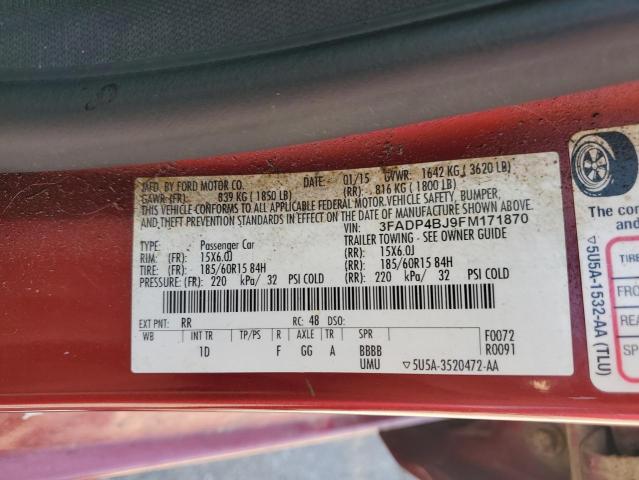 MFD. BY FORD MOTOR CO.
DATE: 01/15 GVWR: 1642 KG ( 3620 LB)
GAWR: (FR): 839 KG ( 1850 LB) (RR): 816 KG ( 1800 LB)
THIS VEHICLE CONFORMS TO ALL APPLICABLE FEDERAL MOTOR VEHICLE SAFETY, BUMPER,
AND THEFT PREVENTION STANDARDS IN EFFECT ON THE DATE OF MANUFACTURE SHOWN ABOVE.
VIN: 3FADP4BJ9FM171870
TYPE: Passenger Car TRAILER TOWING - SEE OWNER GUIDE
RIM: (FR): 15X6.0J (RR): 15X6.0J
TIRE: (FR): 185/60R15 84H (RR): 185/60R15 84H
PRESSURE: (FR): 220 kPa/ 32 PSI COLD (RR): 220 kPa/ 32 PSI COLD
EXT PNT: RR RC: 48 DSO:
WB INT TR TP/PS R AXLE TR SPR F0072
1D F GG A BBBB R0091
UMU ▽5U5A-3520472-AA
The co
and
TIRE
FRO
REA
SP
▽5U5A-1532-AA (TLU)